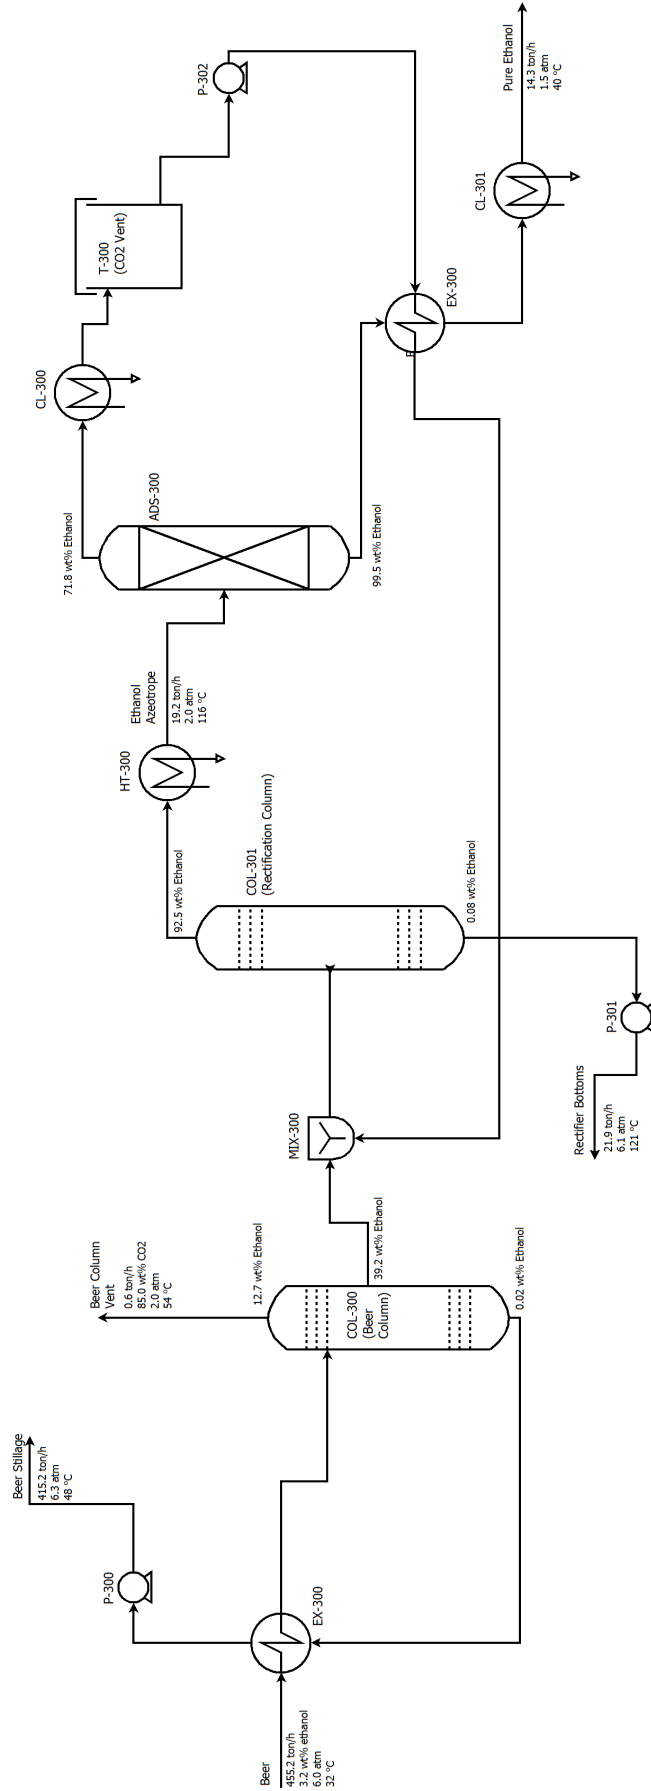 Beer
455.2 ton/h
3.2 wt% ethanol
6.0 atm
32 °C
EX-300
P-300
Beer Stillage
415.2 ton/h
6.3 atm
48 °C
Beer Column
Vent
0.6 ton/h
85.0 wt% CO2
2.0 atm
54 °C
12.7 wt% Ethanol
COL-300
(Beer
Column)
39.2 wt% Ethanol
0.02 wt% Ethanol
MIX-300
Rectifier Bottoms
21.9 ton/h
6.1 atm
121 °C
P-301
COL-301
(Rectification Column)
92.5 wt% Ethanol
0.08 wt% Ethanol
HT-300
Ethanol
Azeotrope
19.2 ton/h
2.0 atm
116 °C
ADS-300
71.8 wt% Ethanol
99.5 wt% Ethanol
CL-300
T-300
(CO2 Vent)
P-302
EX-300
CL-301
Pure Ethanol
14.3 ton/h
1.5 atm
40 °C